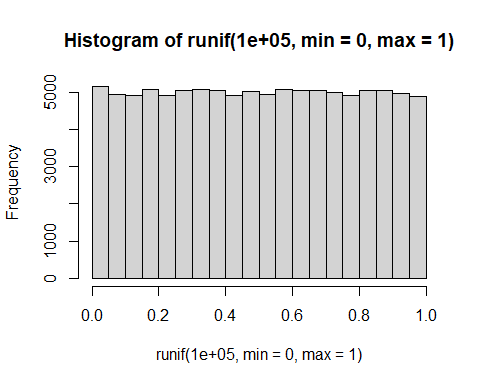 Histogram of runif(1e+05, min = 0, max = 1)
Frequency
5000
3000
1000
0
0.0 0.2 0.4 0.6 0.8 1.0
runif(1e+05, min = 0, max = 1)